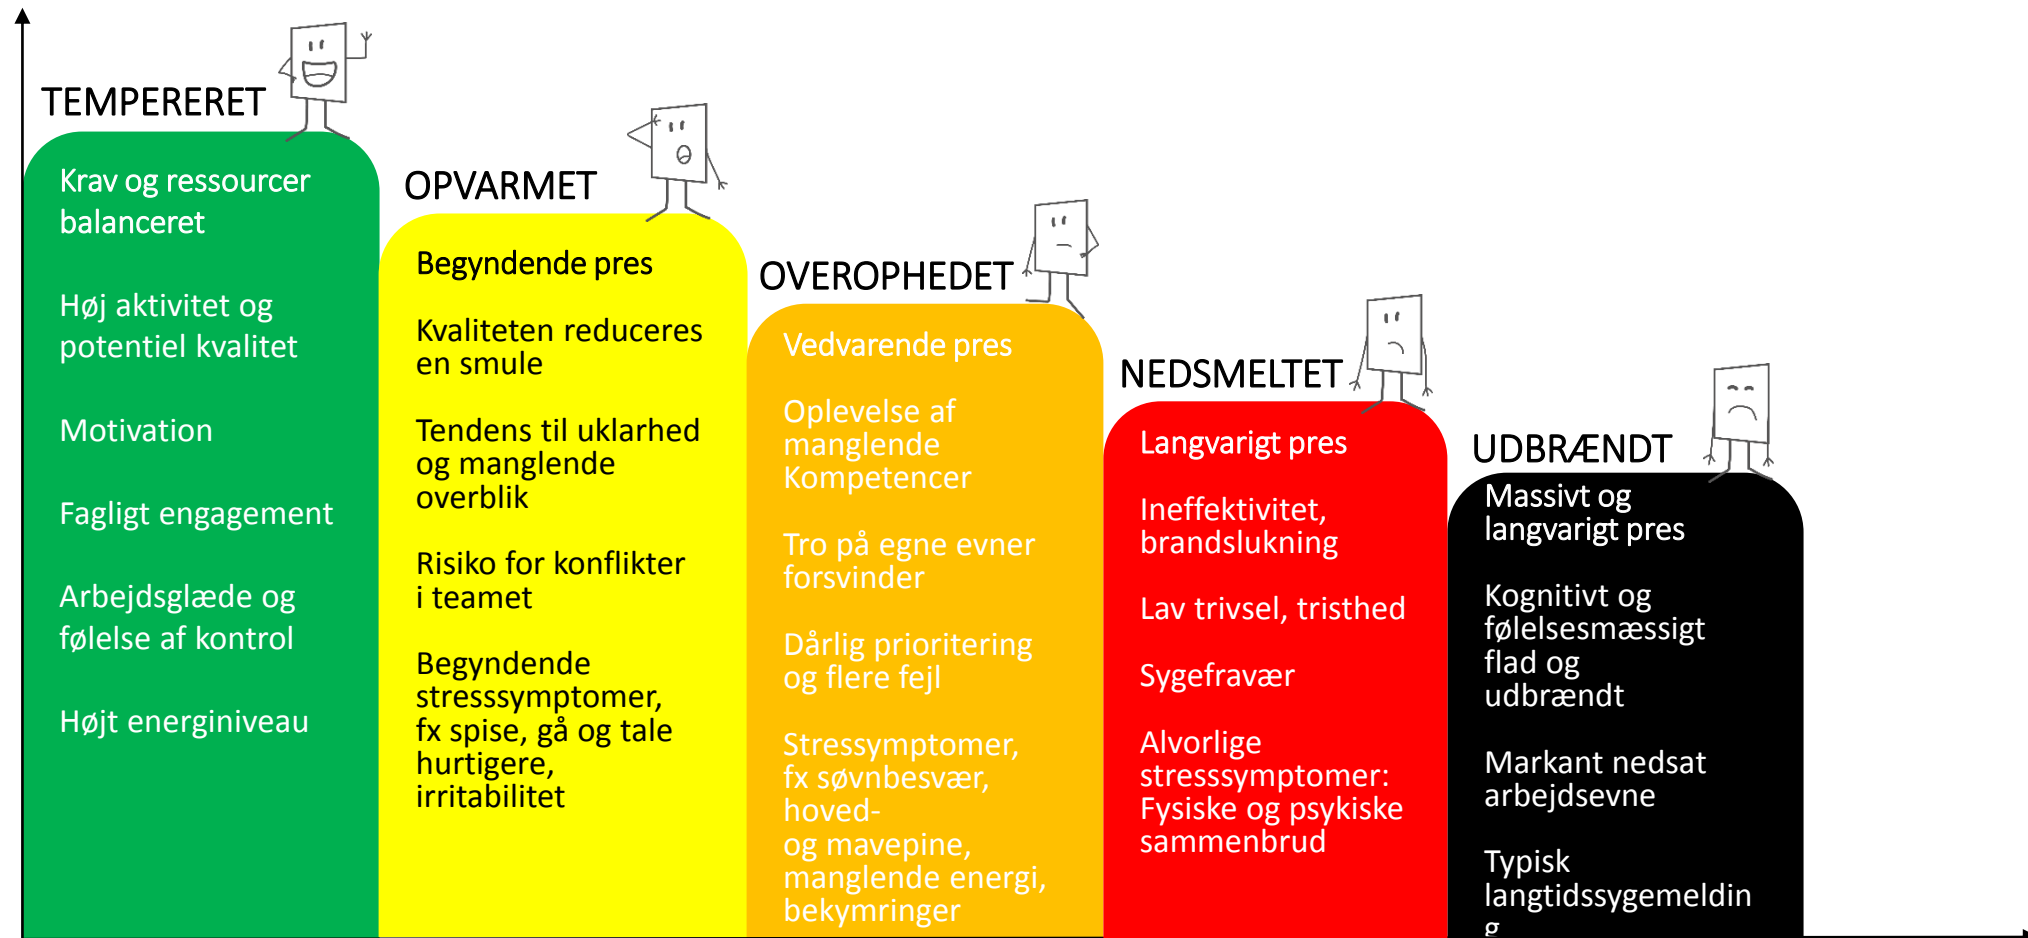 TEMPERERET
Krav og ressourcer
balanceret
Høj aktivitet og
potentiel kvalitet
Motivation
Fagligt engagement
Arbejdsglæde og
følelse af kontrol
Højt energiniveau
OPVARMET
Begyndende pres
Kvaliteten reduceres
en smule
Tendens til uklarhed
og manglende
overblik
Risiko for konflikter
i teamet
Begyndende
stresssymptomer,
fx spise, gå og tale
hurtigere,
irritabilitet
OVEROPHEDET
Vedvarende pres
Oplevelse af
manglende
Kompetencer
Tro på egne evner
forsvinder
Dårlig prioritering
og flere fejl
Stressymptomer,
fx søvnbesvær,
hoved-
og mavepine,
manglende energi,
bekymringer
NEDSMELTET
Langvarigt pres
Ineffektivitet,
brandslukning
Lav trivsel, tristhed
Sygefravær
Alvorlige
stresssymptomer:
Fysiske og psykiske
sammenbrud
UDBRÆNDT
Massivt og
langvarigt pres
Kognitivt og
følelsesmæssigt
flad og
udbrændt
Markant nedsat
arbejdsevne
Typisk
langtidssygemeldin
g